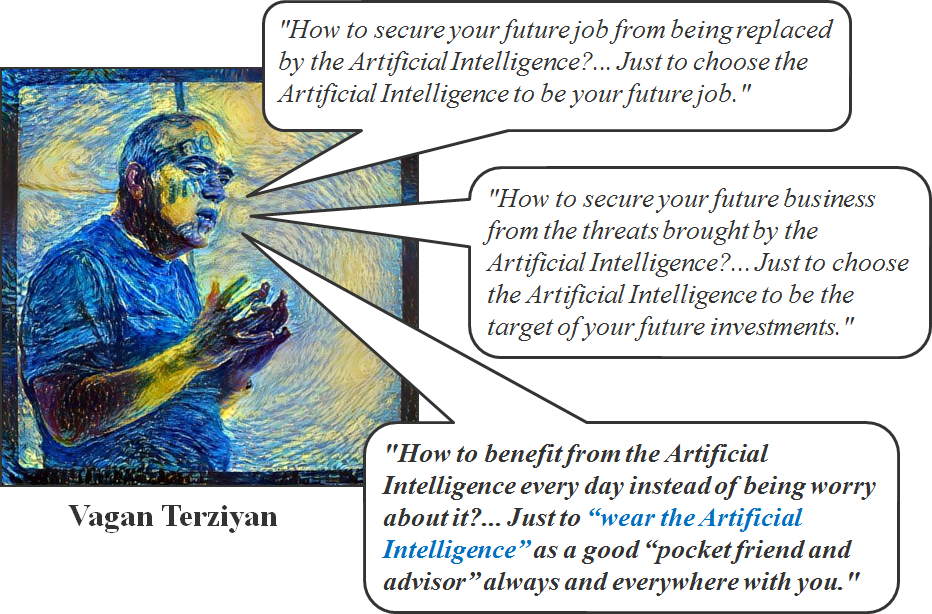 "How to secure your future job from being replaced
by the Artificial Intelligence?... Just to choose the
Artificial Intelligence to be your future job."
"How to secure your future business
from the threats brought by the
Artificial Intelligence?... Just to choose
the Artificial Intelligence to be the
target of your future investments."
"How to benefit from the Artificial
Intelligence every day instead of being worry
about it?... Just to “wear the Artificial
Intelligence” as a good “pocket friend and
advisor” always and everywhere with you."
Vagan Terziyan